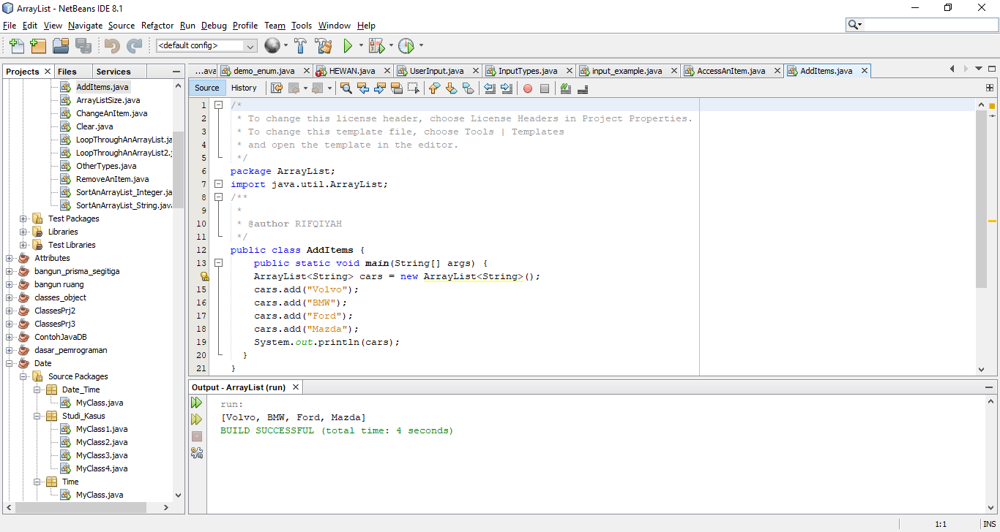 ArrayList - NetBeans IDE 8.1
File Edit View Navigate Source Refactor Run Debug Profile Team Tools Window Help
<default config>
Projects Files Services
AddItems.java
ArrayListSize.java
ChangeAnItem.java
Clear.java
LoopThroughAnArrayList.ja
LoopThroughAnArrayList2.j
OtherTypes.java
RemoveAnItem.java
SortAnArrayList_Integer.ja
SortAnArrayList_String.java
Test Packages
Libraries
Test Libraries
Attributes
bangun_prisma_segitiga
bangun ruang
classes_object
ClassesPrj2
ClassesPrj3
ContohJavaDB
dasar_pemrograman
Date
Source Packages
Date_Time
MyClass.java
Studi_Kasus
MyClass1.java
MyClass2.java
MyClass3.java
MyClass4.java
Time
MyClass.java
...ava demo_enum.java HEWAN.java UserInput.java InputTypes.java input_example.java AccessAnItem.java AddItems.java
Source History
1 /*
2 * To change this license header, choose License Headers in Project Properties.
3 * To change this template file, choose Tools | Templates
4 * and open the template in the editor.
5 */
6 package ArrayList;
7 import java.util.ArrayList;
8 /**
9 *
10 * @author RIFQIYAH
11 */
12 public class AddItems {
13 public static void main(String[] args) {
ArrayList<String> cars = new ArrayList<String>();
15 cars.add("Volvo");
16 cars.add("BMW");
17 cars.add("Ford");
18 cars.add("Mazda");
19 System.out.println(cars);
20 }
21 }
Output - ArrayList (run)
run:
[Volvo, BMW, Ford, Mazda]
BUILD SUCCESSFUL (total time: 4 seconds)
1:1 INS